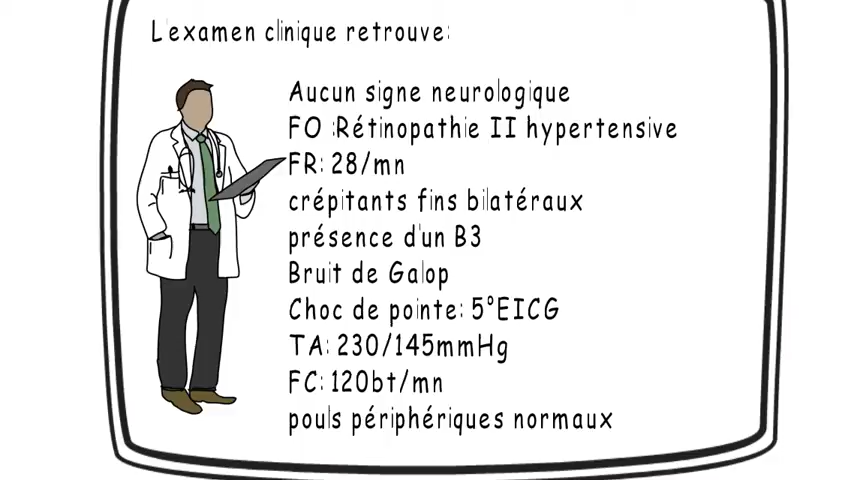 L'examen clinique retrouve:
Aucun signe neurologique
FO :Rétinopathie II hypertensive
FR: 28/mn
crépitants fins bilatéraux
présence d'un B3
Bruit de Galop
Choc de pointe: 5°EICG
TA: 230/145mmHg
FC: 120bt/mn
pouls périphériques normaux